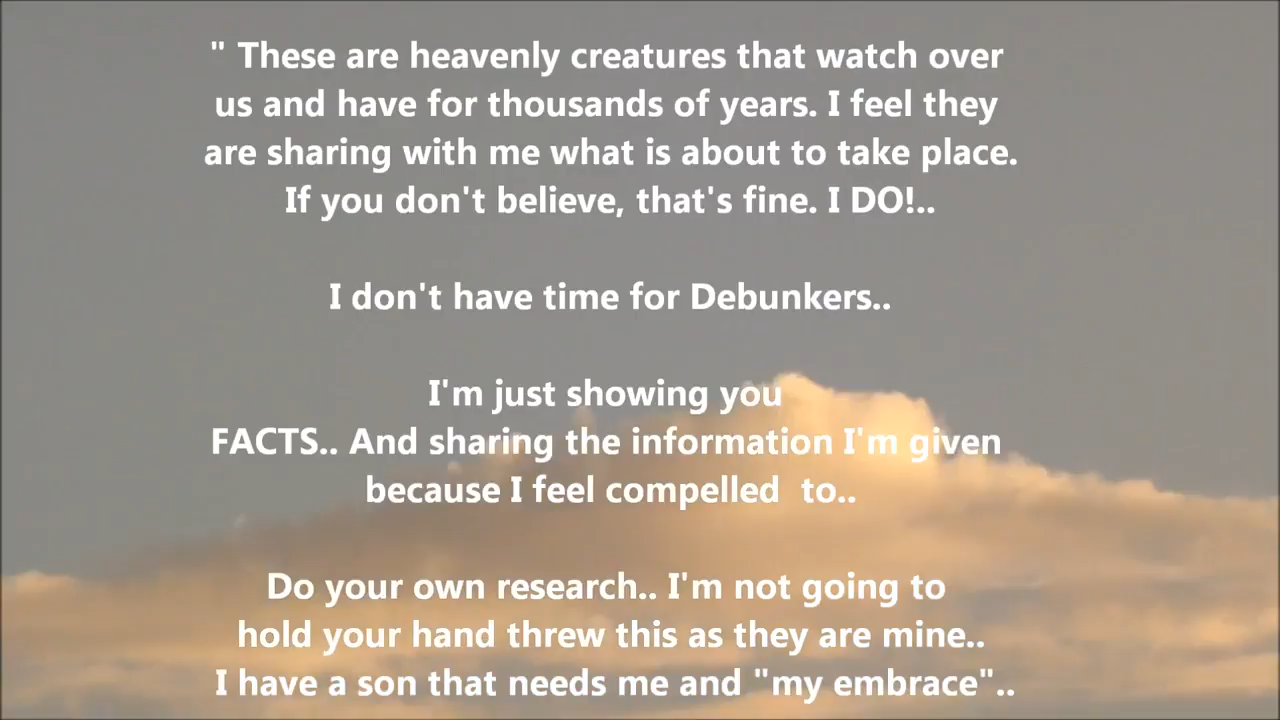 " These are heavenly creatures that watch over
us and have for thousands of years. I feel they
are sharing with me what is about to take place.
If you don't believe, that's fine. I DO!..
I don't have time for Debunkers..
I'm just showing you
FACTS.. And sharing the information I'm given
because I feel compelled  to..
Do your own research.. I'm not going to
hold your hand threw this as they are mine..
I have a son that needs me and "my embrace"..